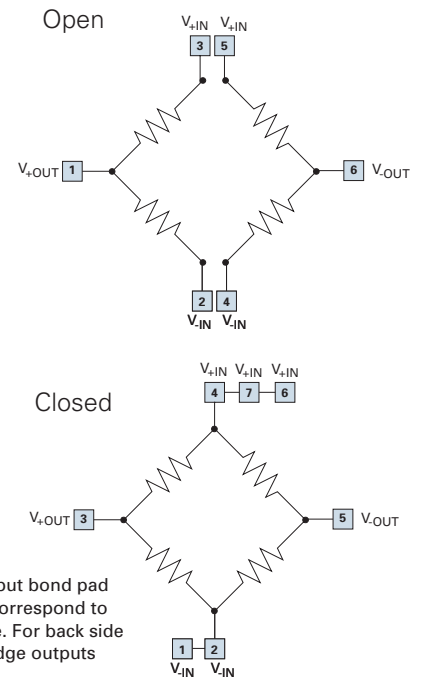 Open
V+IN V+IN
3 5
V+OUT 1
6 V-OUT
2 4
V-IN V-IN
V+IN V+IN V+IN
Closed
4 7 6
V+OUT 3
5 V-OUT
put bond pad
orrespond to
. For back side
dge outputs
1 2
V-IN V-IN